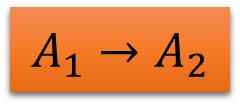 A₁ → A₂